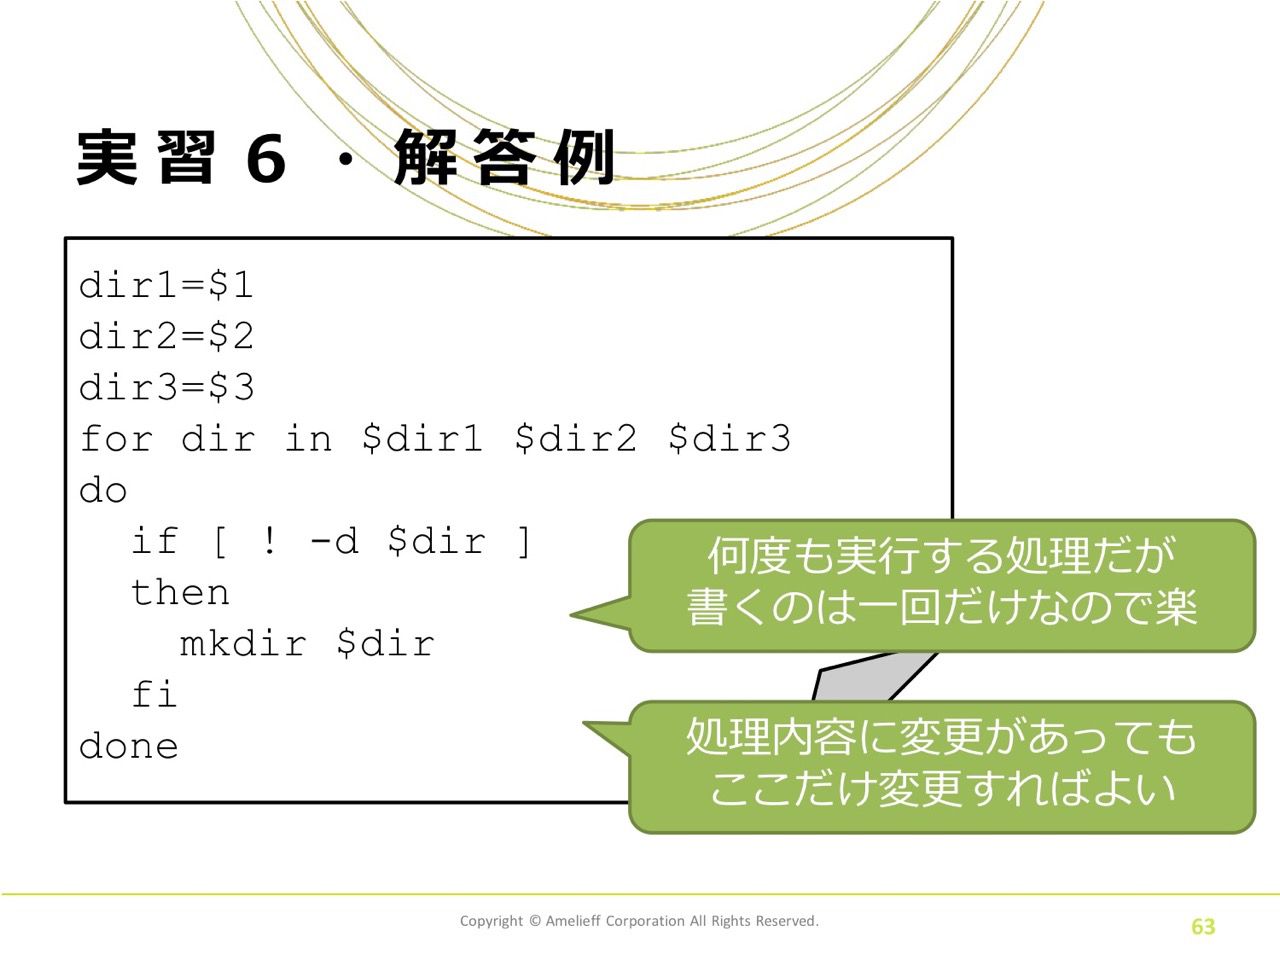 実習６・解答例
dir1=$1
dir2=$2
dir3=$3
for dir in $dir1 $dir2 $dir3
do
  if [ ! -d $dir ]
  then
    mkdir $dir
  fi
done
何度も実行する処理だが
書くのは一回だけなので楽
処理内容に変更があっても
ここだけ変更すればよい
Copyright © Amelieff Corporation All Rights Reserved.
63